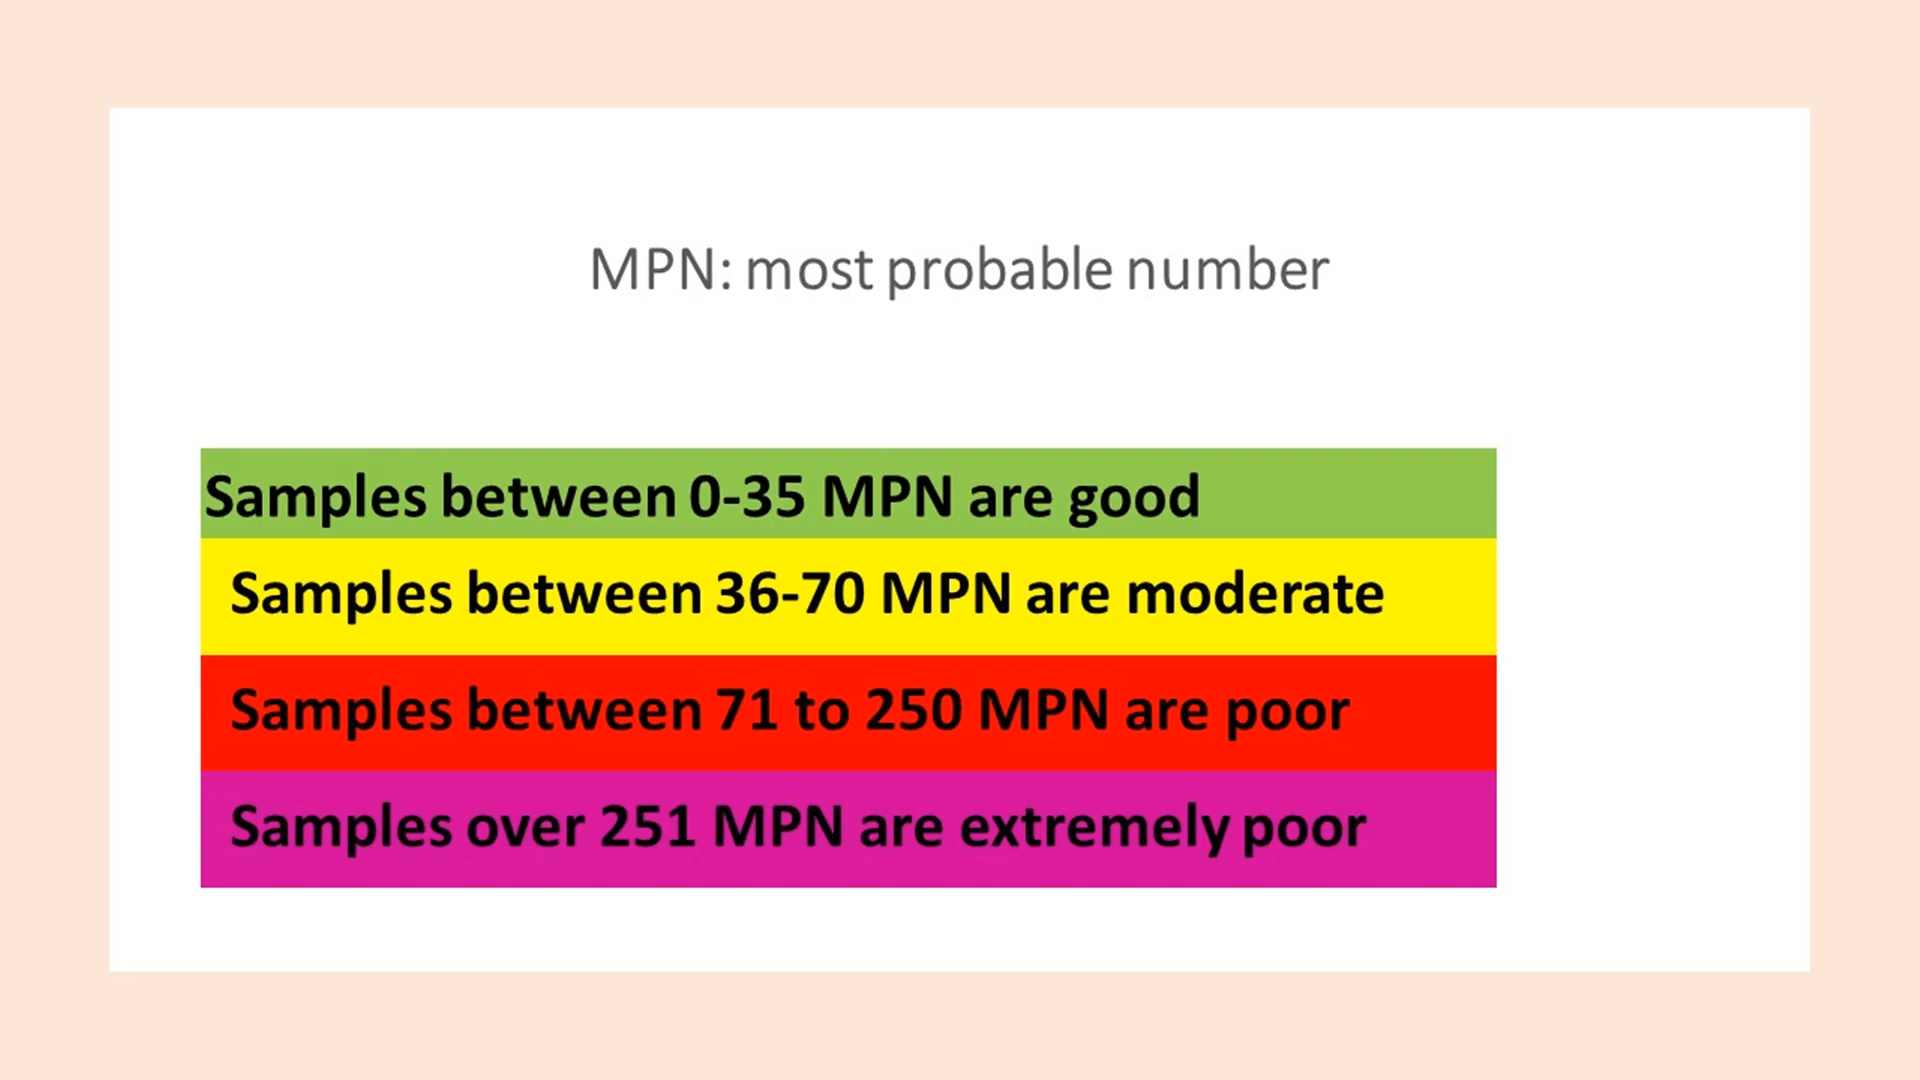 MPN: most probable number
Samples between 0-35 MPN are good
Samples between 36-70 MPN are moderate
Samples between 71 to 250 MPN are poor
Samples over 251 MPN are extremely poor